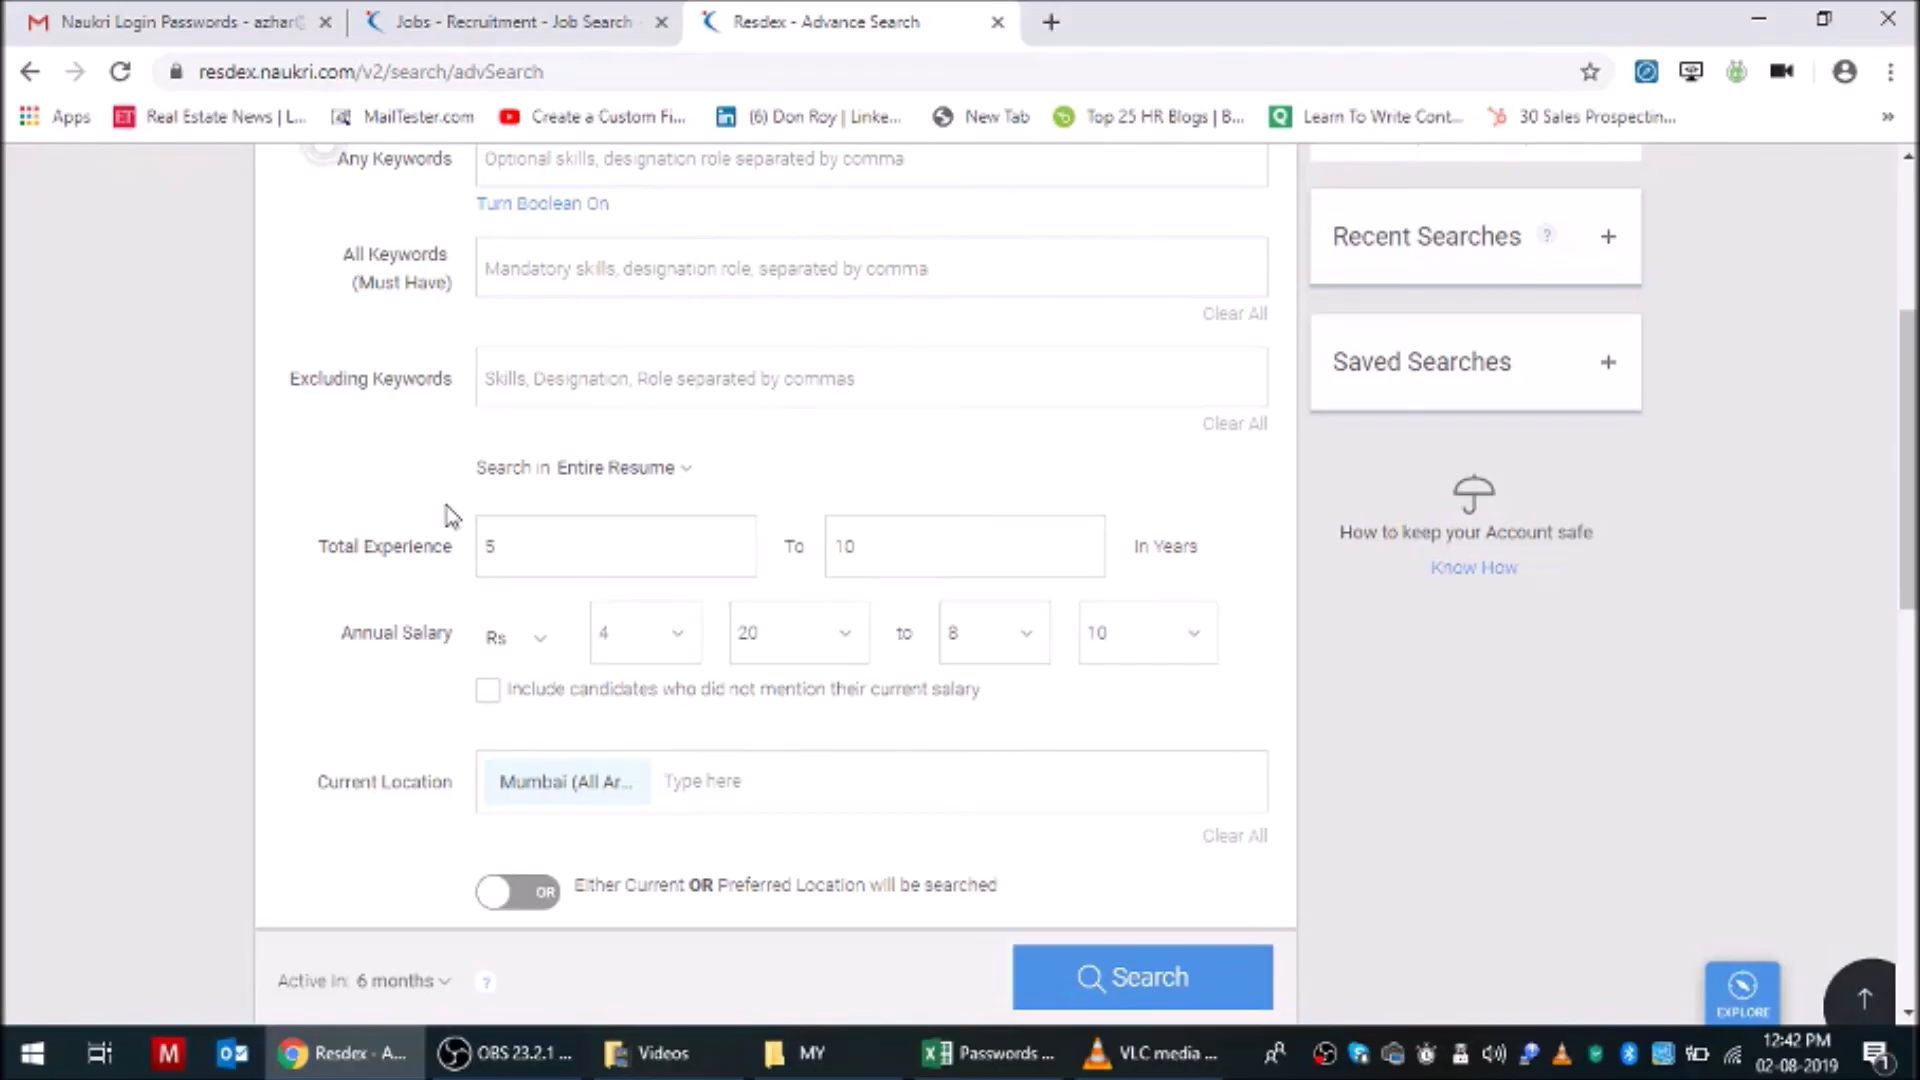 Naukri Login Passwords - azhar
Jobs - Recruitment - Job Search
Resdex - Advance Search
resdex.naukri.com/v2/search/advSearch
Apps
Real Estate News | L...
MailTester.com
Create a Custom Fi...
(6) Don Roy | Linke...
New Tab
Top 25 HR Blogs | B...
Learn To Write Cont...
30 Sales Prospectin...
»
Any Keywords
Optional skills, designation role separated by comma
Turn Boolean On
All Keywords
(Must Have)
Mandatory skills, designation role, separated by comma
Clear All
Excluding Keywords
Skills, Designation, Role separated by commas
Clear All
Search in Entire Resume
Total Experience
5
To
10
In Years
Annual Salary
Rs
4
20
to
8
10
Include candidates who did not mention their current salary
Current Location
Mumbai (All Ar...
Type here
Clear All
OR
Either Current OR Preferred Location will be searched
Active In: 6 months
?
Search
Recent Searches ? +
Saved Searches +
How to keep your Account safe
Know How
EXPLORE
Resdex - A...
OBS 23.2.1 ...
Videos
MY
Passwords ...
VLC media ...
12:42 PM
02-08-2019
1